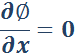 ∂∅/∂x = 0